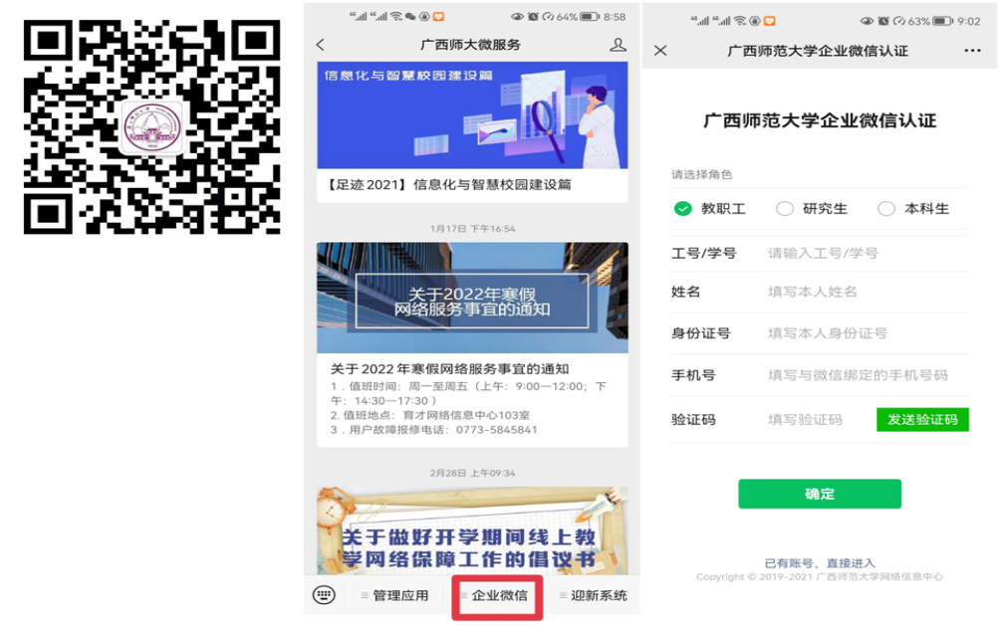 64% 8:58
广西师大微服务
信息化与智慧校园建设篇
【足迹2021】信息化与智慧校园建设篇
1月17日 下午16:54
关于2022年寒假
网络服务事宜的通知
关于 2022 年寒假网络服务事宜的通知
1．值班时间：周一至周五（上午：9:00—12:00；下
午：14:30—17:30 ）
2. 值班地点：育才网络信息中心103室
3．用户故障报修电话：0773-5845841
2月28日 上午09:34
关于做好开学期间线上教
学网络保障工作的倡议书
管理应用
企业微信
迎新系统
63% 9:02
广西师范大学企业微信认证
广西师范大学企业微信认证
请选择角色
教职工 研究生 本科生
工号/学号 请输入工号/学号
姓名 填写本人姓名
身份证号 填写本人身份证号
手机号 填写与微信绑定的手机号码
验证码 填写验证码 发送验证码
确定
已有账号，直接进入
Copyright © 2019-2021 广西师范大学网络信息中心